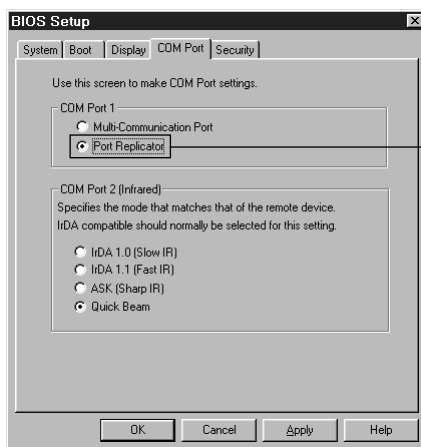 BIOS Setup
System Boot Display COM Port Security
Use this screen to make COM Port settings.
COM Port 1
Multi-Communication Port
Port Replicator
COM Port 2 (Infrared)
Specifies the mode that matches that of the remote device.
IrDA compatible should normally be selected for this setting.
IrDA 1.0 (Slow IR)
IrDA 1.1 (Fast IR)
ASK (Sharp IR)
Quick Beam
OK Cancel Apply Help